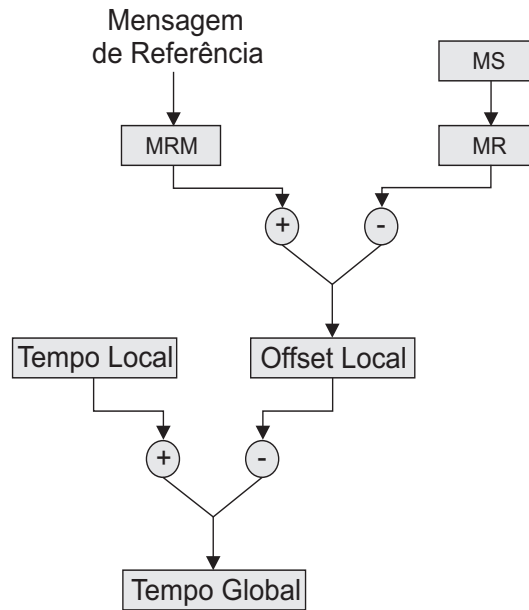 Mensagem
de Referência
MS
MRM
MR
+
-
Tempo Local
Offset Local
+
-
Tempo Global